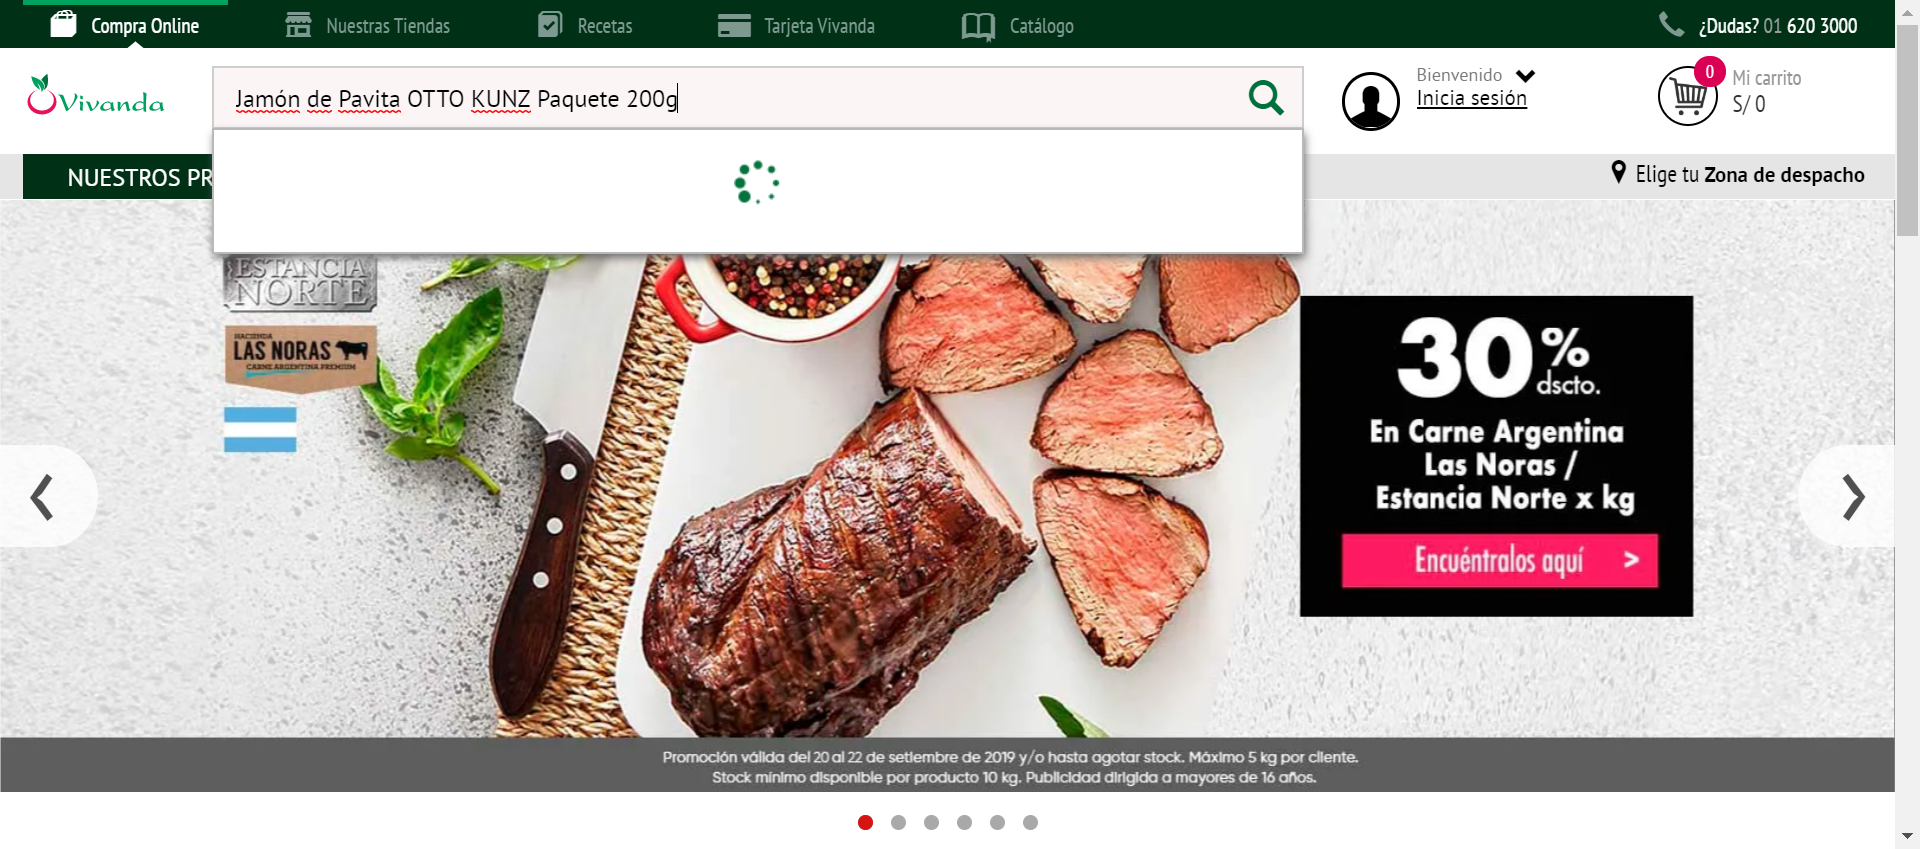 Compra Online
Nuestras Tiendas
Recetas
Tarjeta Vivanda
Catálogo
¿Dudas? 01 620 3000
Vivanda
Jamón de Pavita OTTO KUNZ Paquete 200g
Bienvenido
Inicia sesión
0
Mi carrito
S/ 0
NUESTROS PR
Elige tu Zona de despacho
ESTANCIA
NORTE
HACIENDA
LAS NORAS
CARNE ARGENTINA PREMIUM
30% dscto.
En Carne Argentina
Las Noras /
Estancia Norte x kg
Encuéntralos aquí >
Promoción válida del 20 al 22 de setiembre de 2019 y/o hasta agotar stock. Máximo 5 kg por cliente.
Stock mínimo disponible por producto 10 kg. Publicidad dirigida a mayores de 16 años.